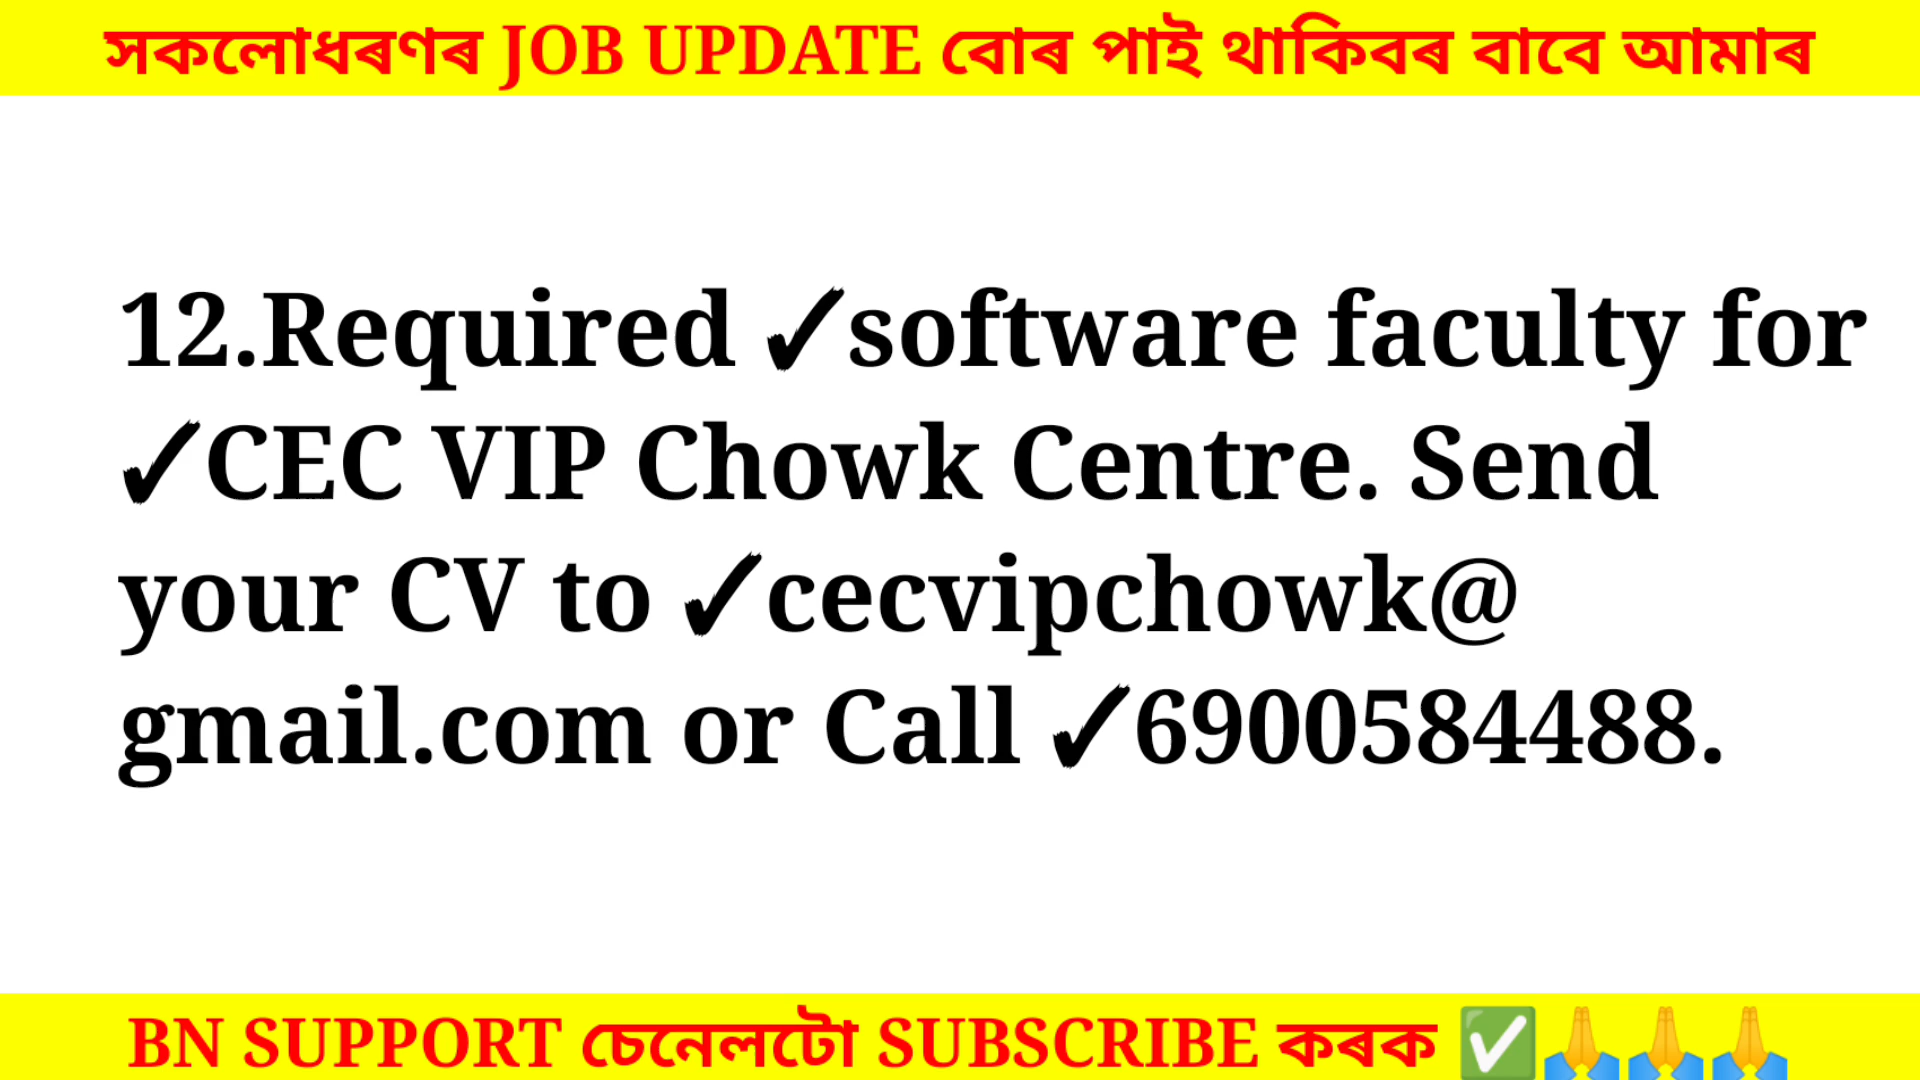 সকলোধৰণৰ JOB UPDATE বোৰ পাই থাকিবৰ বাবে আমাৰ
12.Required ✓software faculty for
✓CEC VIP Chowk Centre. Send
your CV to ✓cecvipchowk@
gmail.com or Call ✓6900584488.
BN SUPPORT চেনেলটো SUBSCRIBE কৰক ✅🙏🙏🙏